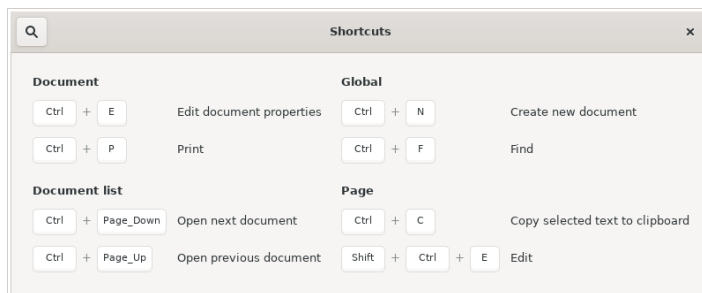 Shortcuts ×
Document
Ctrl + E Edit document properties
Ctrl + P Print
Document list
Ctrl + Page_Down Open next document
Ctrl + Page_Up Open previous document
Global
Ctrl + N Create new document
Ctrl + F Find
Page
Ctrl + C Copy selected text to clipboard
Shift + Ctrl + E Edit